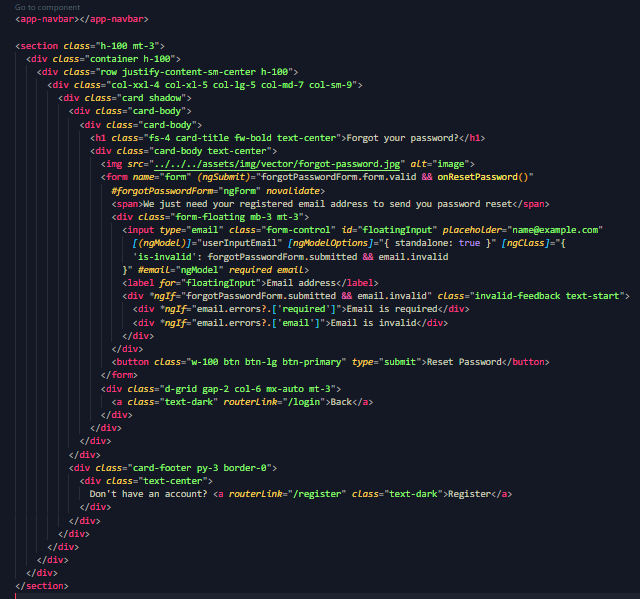 Go to component
<app-navbar></app-navbar>
<section class="h-100 mt-3">
<div class="container h-100">
<div class="row justify-content-sm-center h-100">
<div class="col-xxl-4 col-xl-5 col-lg-5 col-md-7 col-sm-9">
<div class="card shadow">
<div class="card-body">
<div class="card-body">
<h1 class="fs-4 card-title fw-bold text-center">Forgot your password?</h1>
<div class="card-body text-center">
<img src="../../../assets/img/vector/forgot-password.jpg" alt="image">
<form name="form" (ngSubmit)="forgotPasswordForm.form.valid && onResetPassword()"
#forgotPasswordForm="ngForm" novalidate>
<span>We just need your registered email address to send you password reset</span>
<div class="form-floating mb-3 mt-3">
<input type="email" class="form-control" id="floatingInput" placeholder="name@example.com"
[(ngModel)]="userInputEmail" [ngModelOptions]="{ standalone: true }" [ngClass]="{
'is-invalid': forgotPasswordForm.submitted && email.invalid
}" #email="ngModel" required email>
<label for="floatingInput">Email address</label>
<div *ngIf="forgotPasswordForm.submitted && email.invalid" class="invalid-feedback text-start">
<div *ngIf="email.errors?.['required']">Email is required</div>
<div *ngIf="email.errors?.['email']">Email is invalid</div>
</div>
</div>
<button class="w-100 btn btn-lg btn-primary" type="submit">Reset Password</button>
</form>
<div class="d-grid gap-2 col-6 mx-auto mt-3">
<a class="text-dark" routerLink="/login">Back</a>
</div>
</div>
</div>
</div>
<div class="card-footer py-3 border-0">
<div class="text-center">
Don't have an account? <a routerLink="/register" class="text-dark">Register</a>
</div>
</div>
</div>
</div>
</div>
</div>
</section>